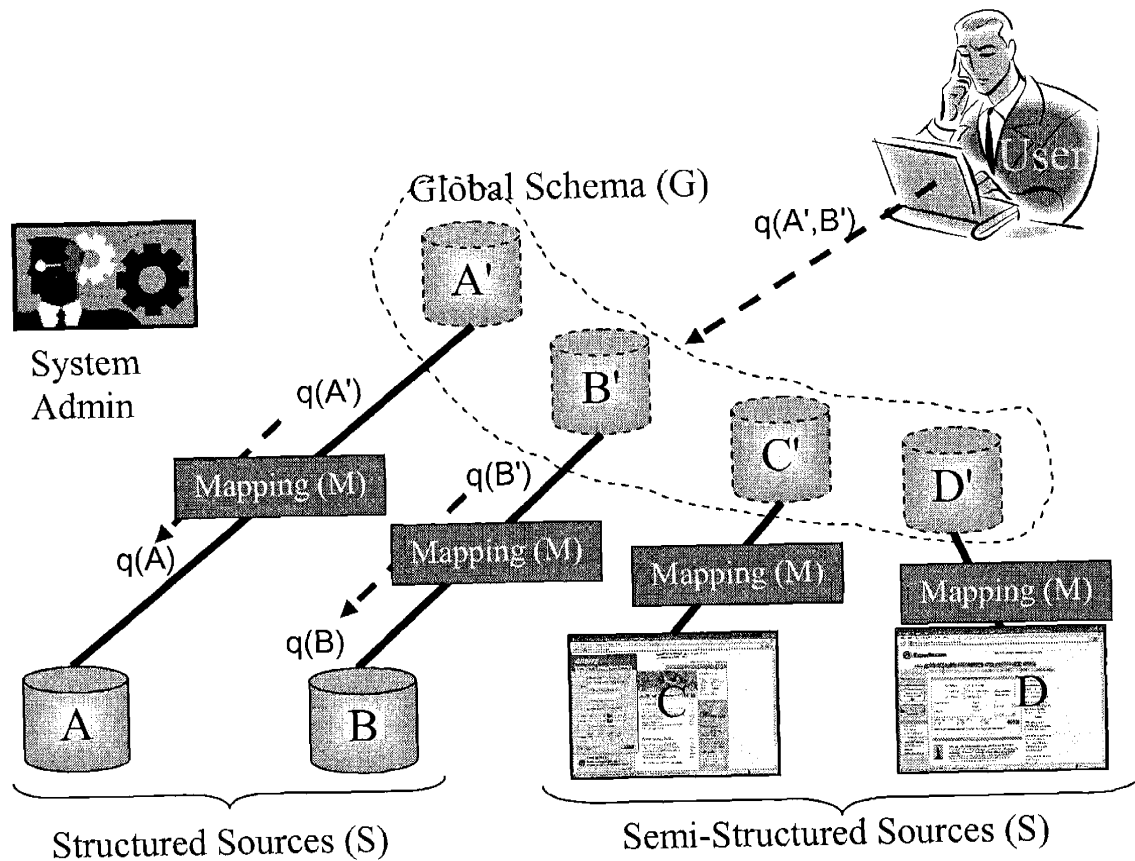 User
Global Schema (G)
q(A',B')
A'
System
Admin
B'
q(A')
C'
D'
q(B')
Mapping (M)
Mapping (M)
Mapping (M)
Mapping (M)
q(A)
q(B)
A
B
C
D
Structured Sources (S)
Semi-Structured Sources (S)